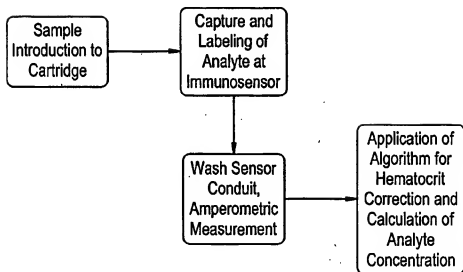 Sample
Introduction to
Cartridge
Capture and
Labeling of
Analyte at
Immunosensor
Wash Sensor
Conduit,
Amperometric
Measurement
Application of
Algorithm for
Hematocrit
Correction and
Calculation of
Analyte
Concentration